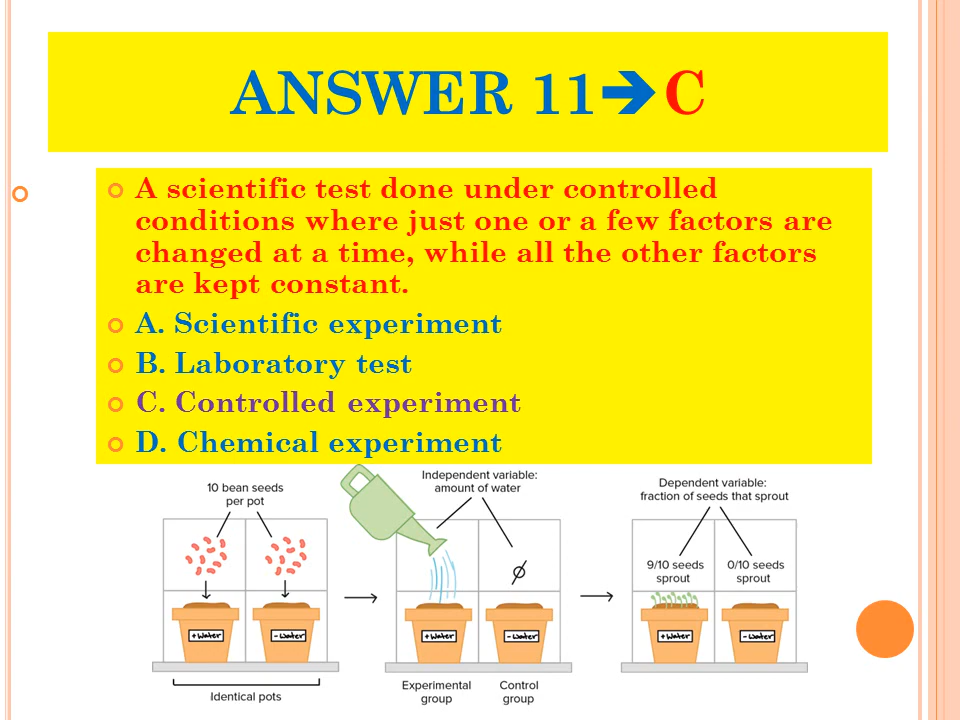 ANSWER 11➔C
A scientific test done under controlled
conditions where just one or a few factors are
changed at a time, while all the other factors
are kept constant.
A. Scientific experiment
B. Laboratory test
C. Controlled experiment
D. Chemical experiment
10 bean seeds
per pot
Independent variable:
amount of water
Dependent variable:
fraction of seeds that sprout
9/10 seeds
sprout
0/10 seeds
sprout
+ Water
- Water
+ Water
- Water
+ Water
- Water
Identical pots
Experimental
group
Control
group